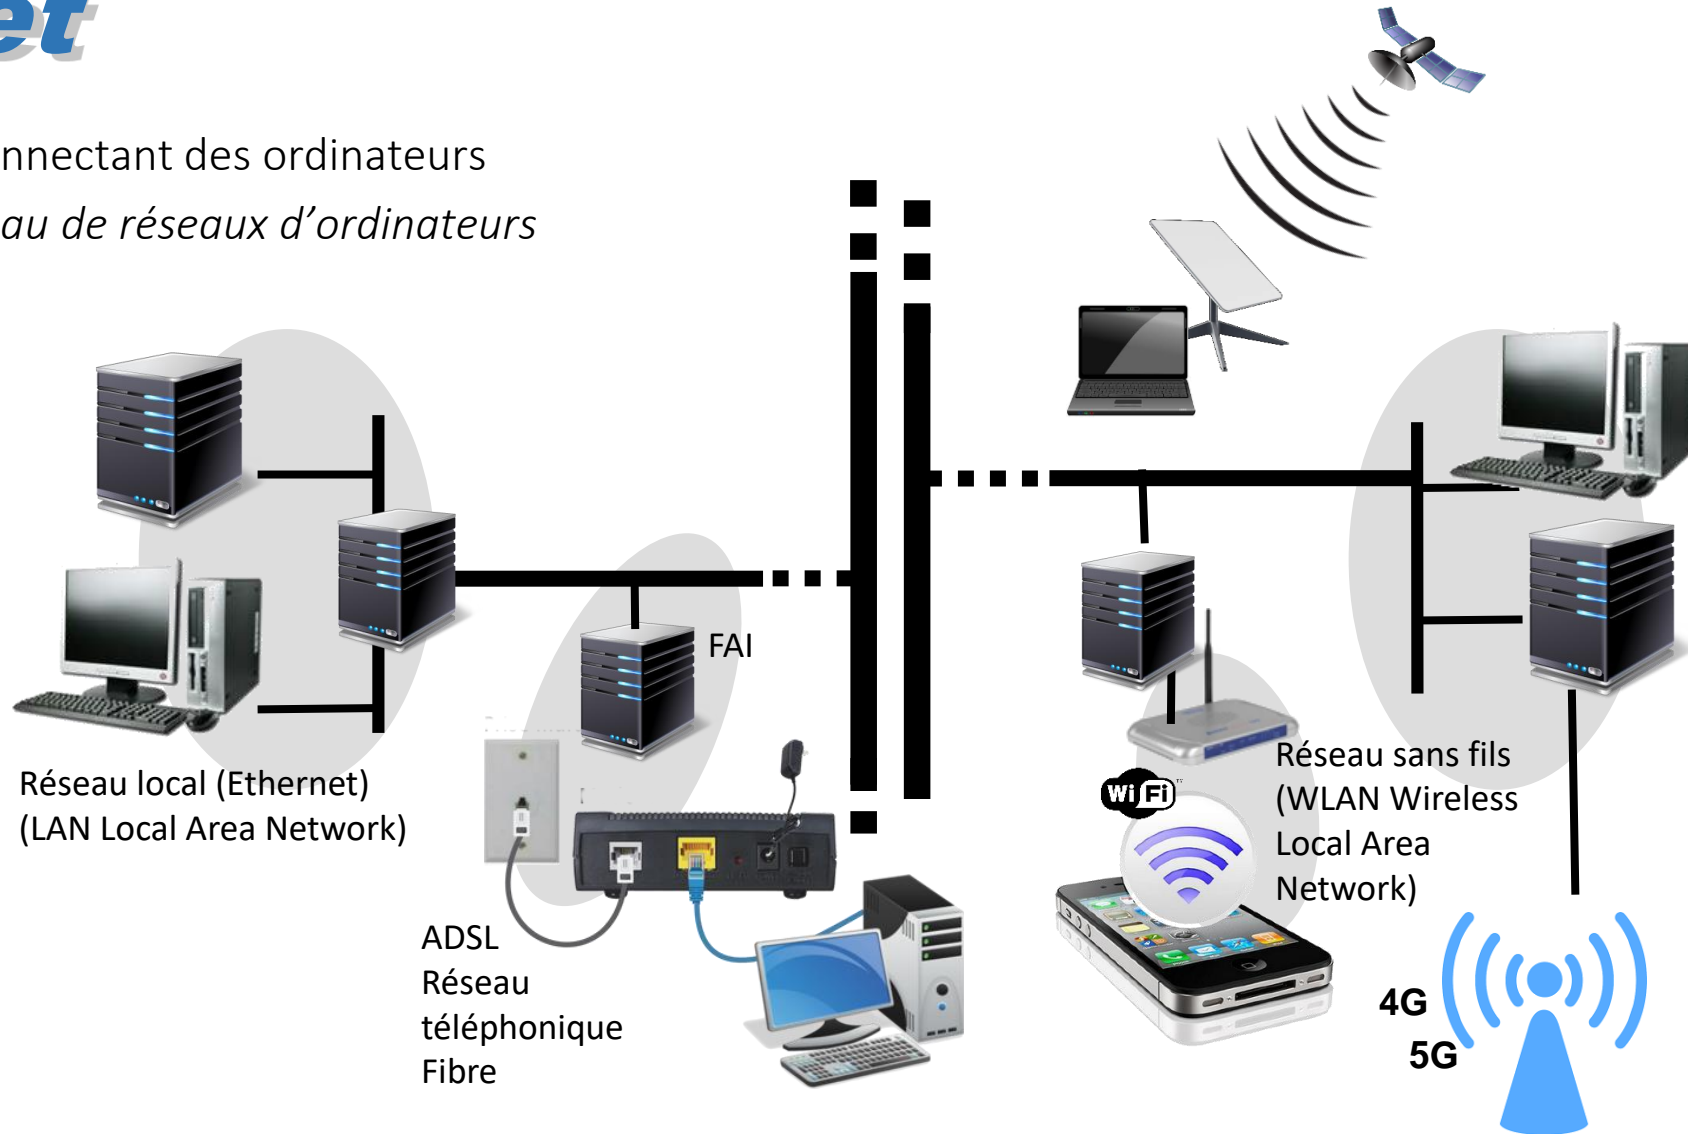 et
nnectant des ordinateurs
au de réseaux d’ordinateurs
FAI
Réseau local (Ethernet)
(LAN Local Area Network)
ADSL
Réseau
téléphonique
Fibre
Wi Fi
Réseau sans fils
(WLAN Wireless
Local Area
Network)
4G
5G